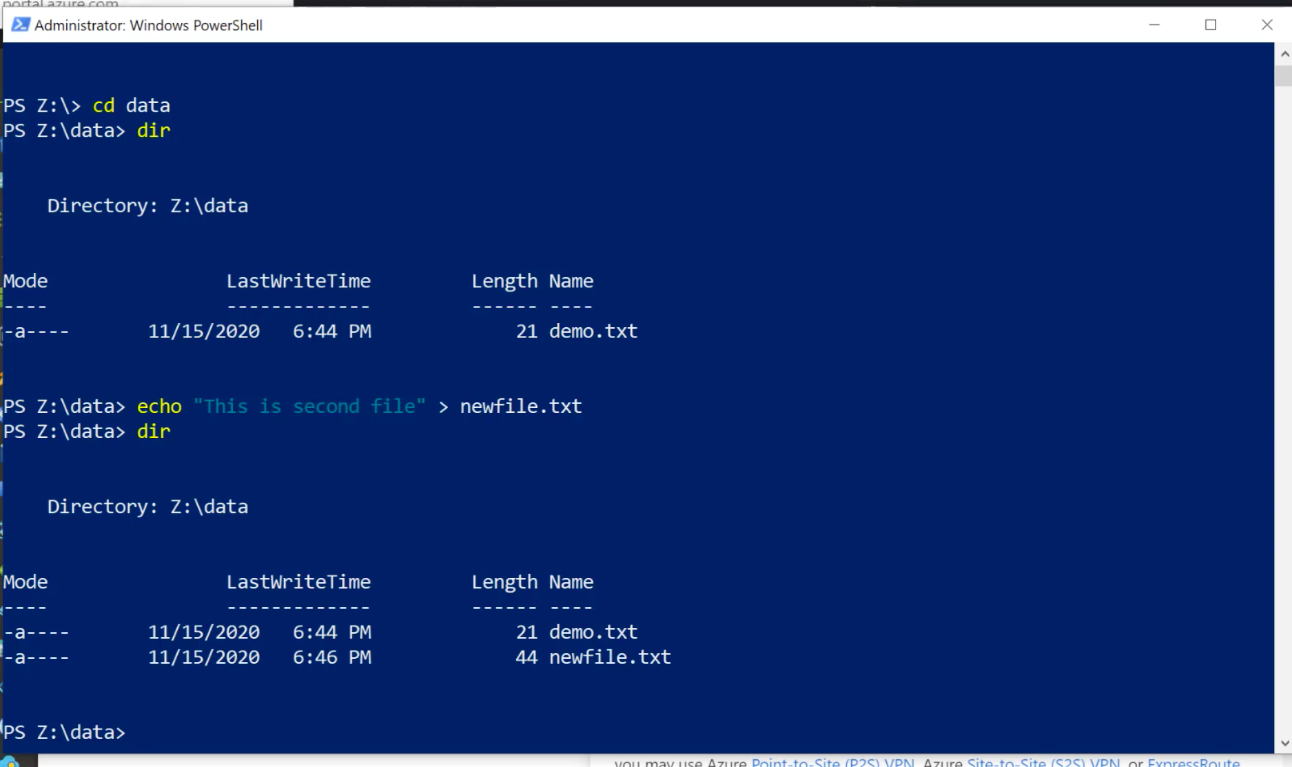 portal.azure.com
Administrator: Windows PowerShell
PS Z:\> cd data
PS Z:\data> dir
Directory: Z:\data
Mode LastWriteTime Length Name
---- ------------- ------ ----
-a---- 11/15/2020 6:44 PM 21 demo.txt
PS Z:\data> echo "This is second file" > newfile.txt
PS Z:\data> dir
Directory: Z:\data
Mode LastWriteTime Length Name
---- ------------- ------ ----
-a---- 11/15/2020 6:44 PM 21 demo.txt
-a---- 11/15/2020 6:46 PM 44 newfile.txt
PS Z:\data>
you may use Azure Point-to-Site (P2S) VPN, Azure Site-to-Site (S2S) VPN, or ExpressRoute